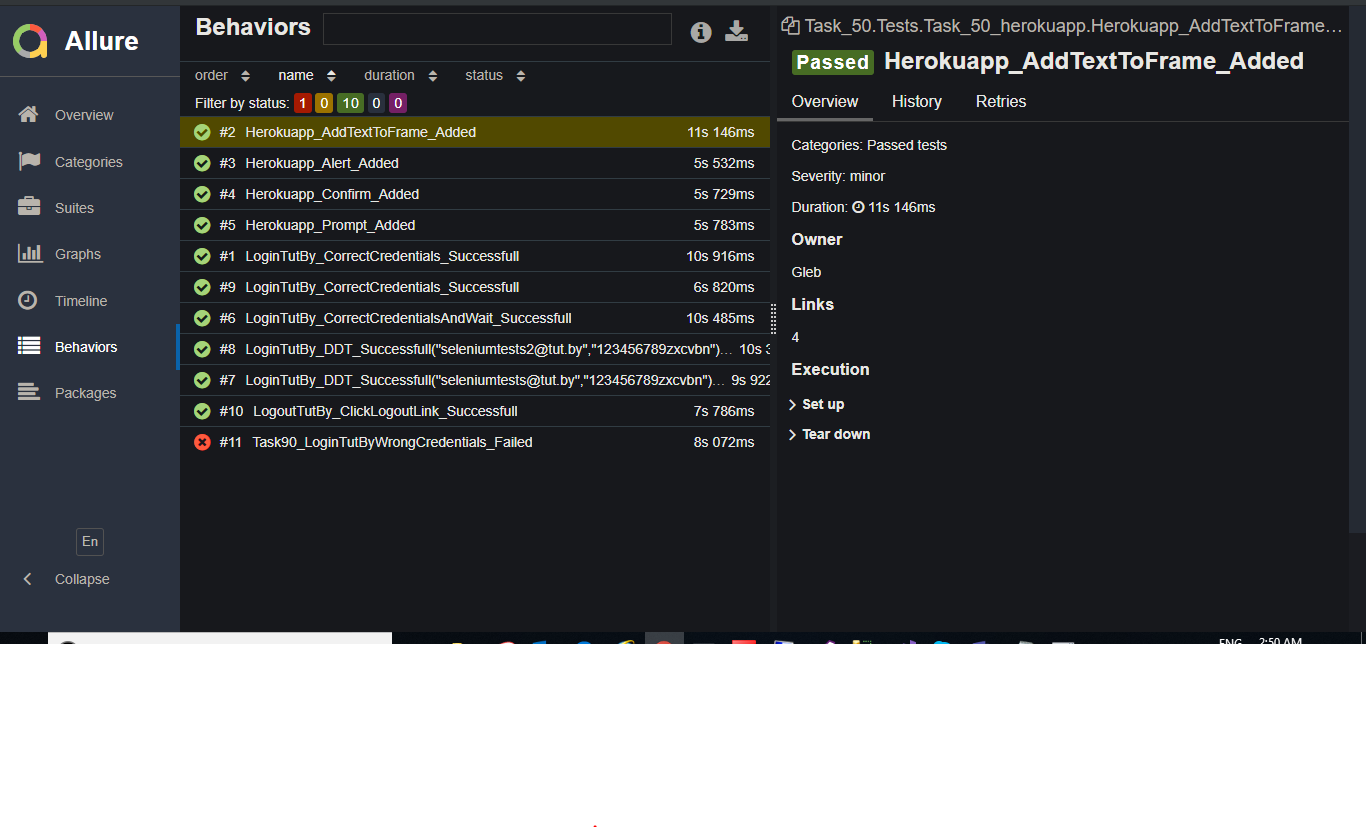 Allure
Overview
Categories
Suites
Graphs
Timeline
Behaviors
Packages
En
Collapse
Behaviors
order name duration status
Filter by status: 1 0 10 0 0
#2 Herokuapp_AddTextToFrame_Added 11s 146ms
#3 Herokuapp_Alert_Added 5s 532ms
#4 Herokuapp_Confirm_Added 5s 729ms
#5 Herokuapp_Prompt_Added 5s 783ms
#1 LoginTutBy_CorrectCredentials_Successfull 10s 916ms
#9 LoginTutBy_CorrectCredentials_Successfull 6s 820ms
#6 LoginTutBy_CorrectCredentialsAndWait_Successfull 10s 485ms
#8 LoginTutBy_DDT_Successfull("seleniumtests2@tut.by","123456789zxcvbn")... 10s 3
#7 LoginTutBy_DDT_Successfull("seleniumtests@tut.by","123456789zxcvbn")... 9s 922
#10 LogoutTutBy_ClickLogoutLink_Successfull 7s 786ms
#11 Task90_LoginTutByWrongCredentials_Failed 8s 072ms
Task_50.Tests.Task_50_herokuapp.Herokuapp_AddTextToFrame...
Passed Herokuapp_AddTextToFrame_Added
Overview History Retries
Categories: Passed tests
Severity: minor
Duration: 11s 146ms
Owner
Gleb
Links
4
Execution
Set up
Tear down
ENG 2:50 AM